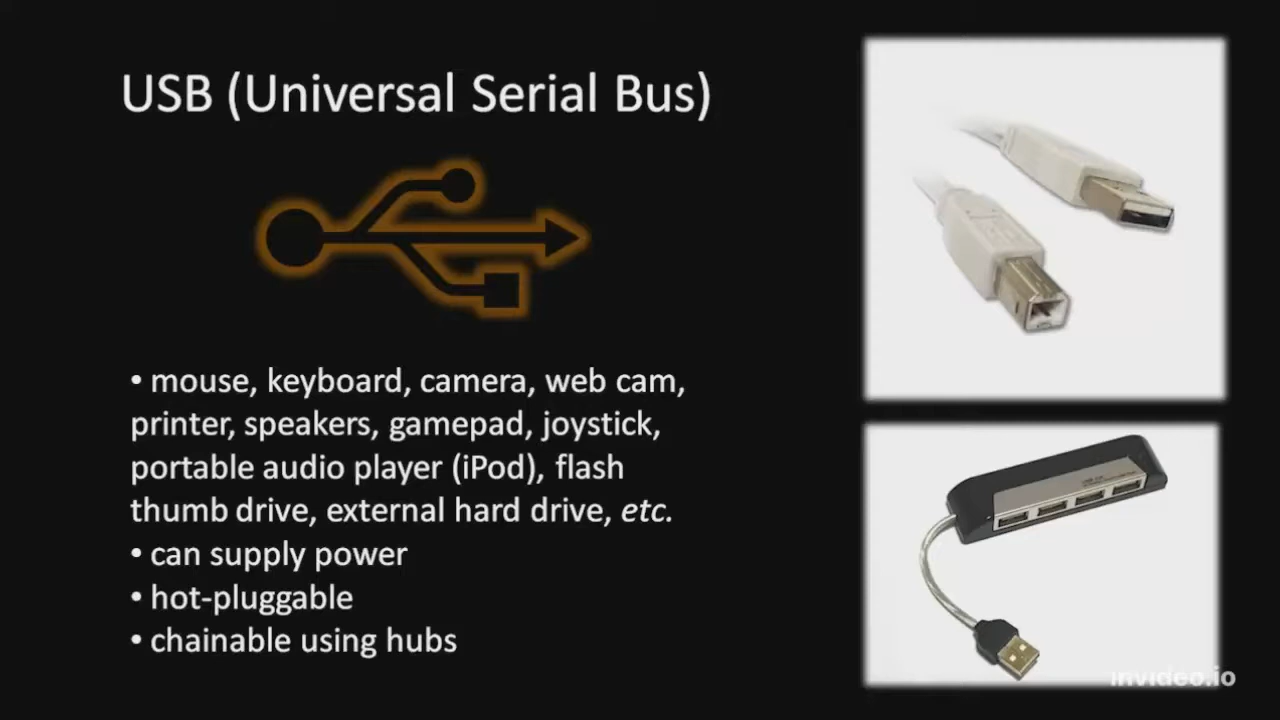 USB (Universal Serial Bus)
• mouse, keyboard, camera, web cam,
printer, speakers, gamepad, joystick,
portable audio player (iPod), flash
thumb drive, external hard drive, etc.
• can supply power
• hot-pluggable
• chainable using hubs
invideo.io